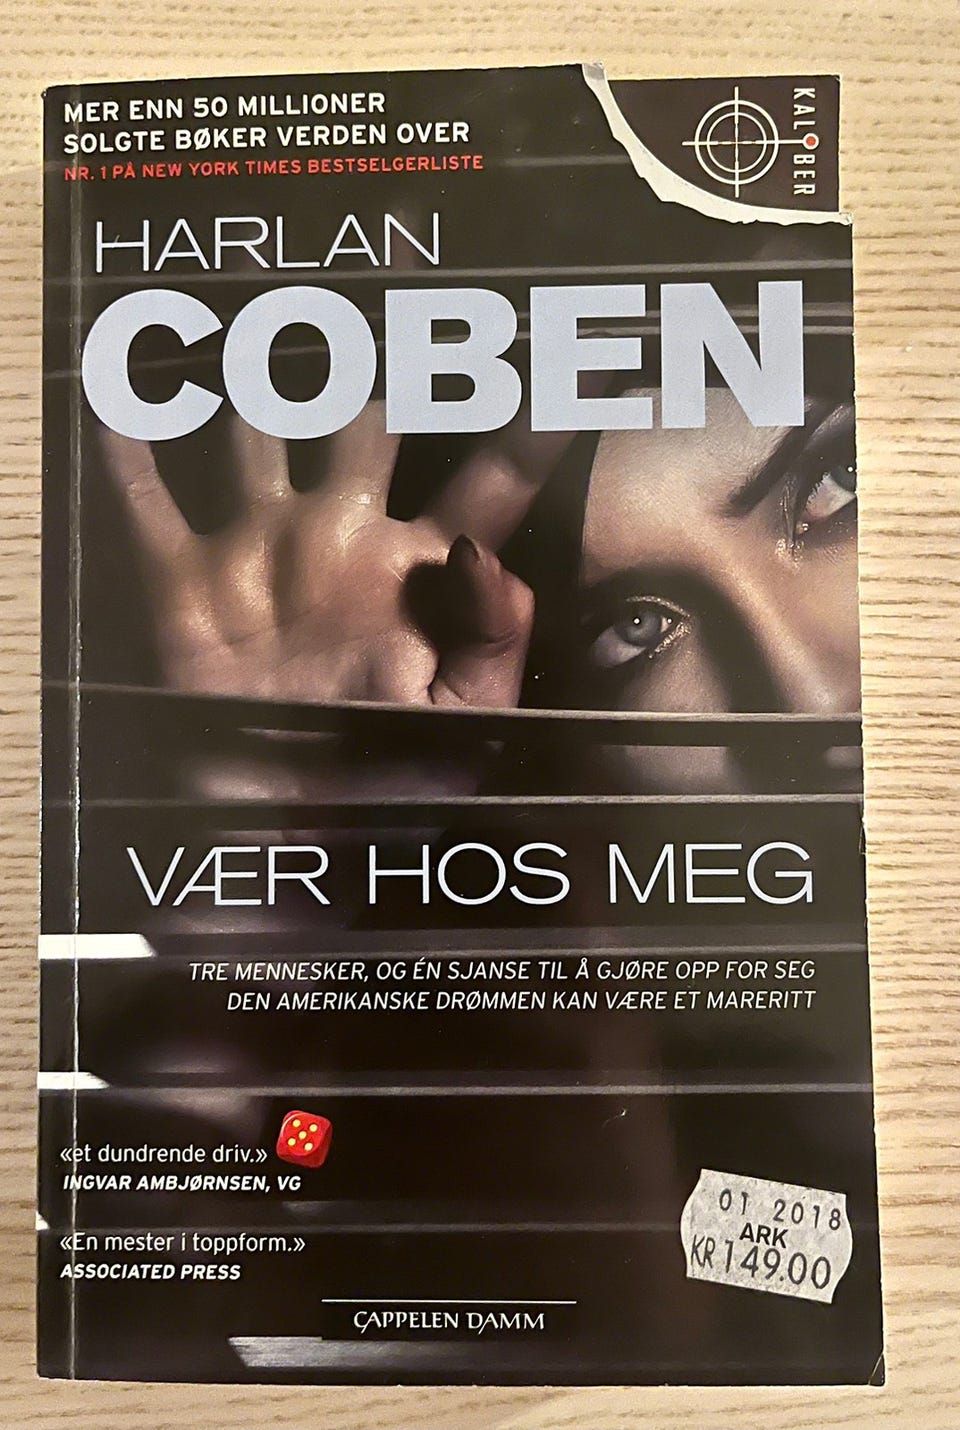 MER ENN 50 MILLIONER
SOLGTE BØKER VERDEN OVER
NR. 1 PÅ NEW YORK TIMES BESTSELGERLISTE
KALOBER
HARLAN
COBEN
VÆR HOS MEG
TRE MENNESKER, OG ÉN SJANSE TIL Å GJØRE OPP FOR SEG
DEN AMERIKANSKE DRØMMEN KAN VÆRE ET MARERITT
«et dundrende driv.»
INGVAR AMBJØRNSEN, VG
«En mester i toppform.»
ASSOCIATED PRESS
01 2018
ARK
KR 149.00
CAPPELEN DAMM